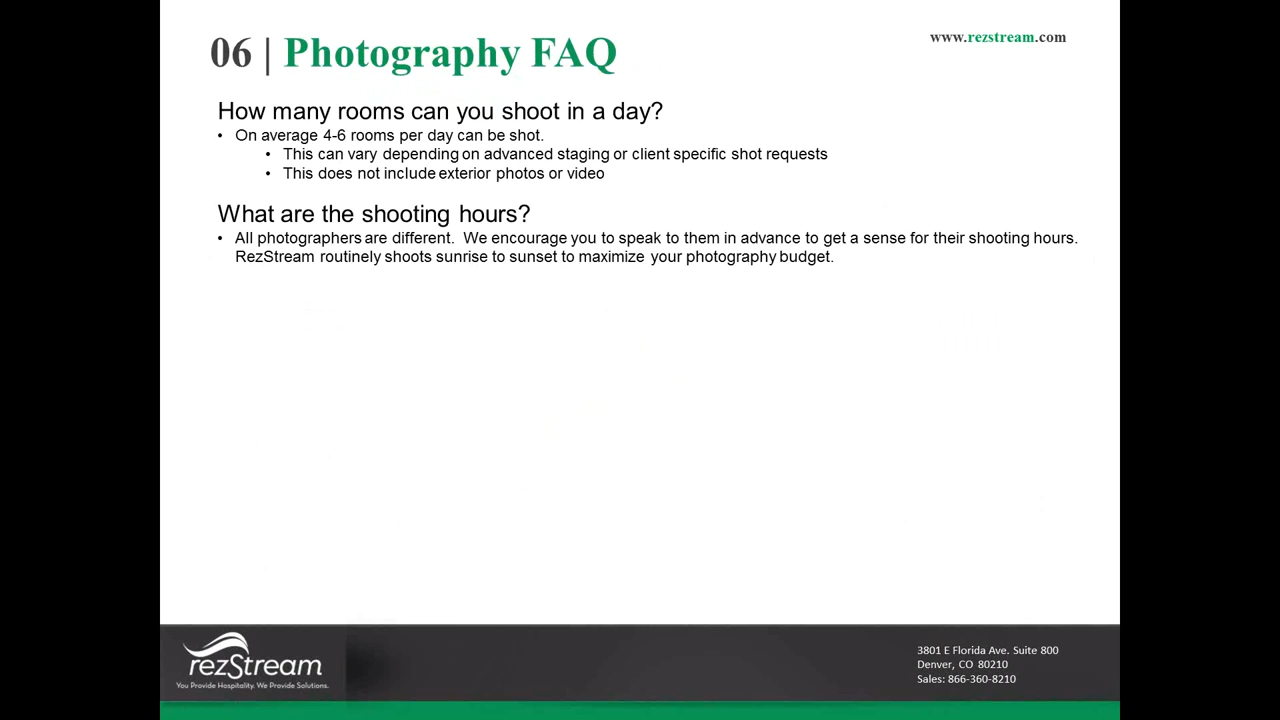 06 | Photography FAQ
www.rezstream.com
How many rooms can you shoot in a day?
• On average 4-6 rooms per day can be shot.
• This can vary depending on advanced staging or client specific shot requests
• This does not include exterior photos or video
What are the shooting hours?
• All photographers are different.  We encourage you to speak to them in advance to get a sense for their shooting hours.
RezStream routinely shoots sunrise to sunset to maximize your photography budget.
rezStream
You Provide Hospitality. We Provide Solutions.
3801 E Florida Ave. Suite 800
Denver, CO 80210
Sales: 866-360-8210